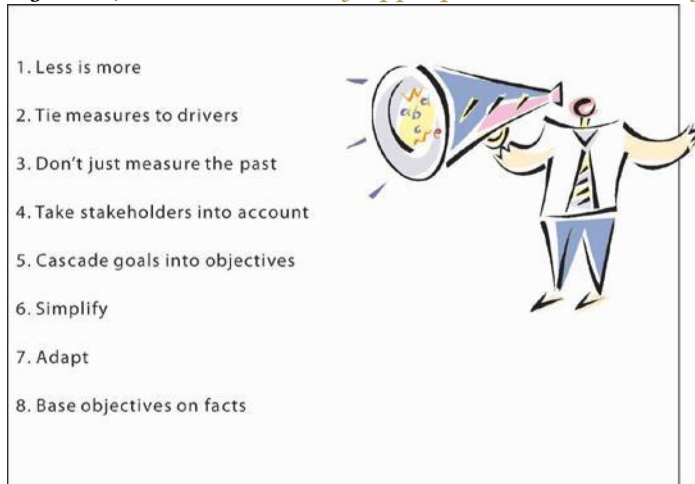 1. Less is more
2. Tie measures to drivers
3. Don't just measure the past
4. Take stakeholders into account
5. Cascade goals into objectives
6. Simplify
7. Adapt
8. Base objectives on facts